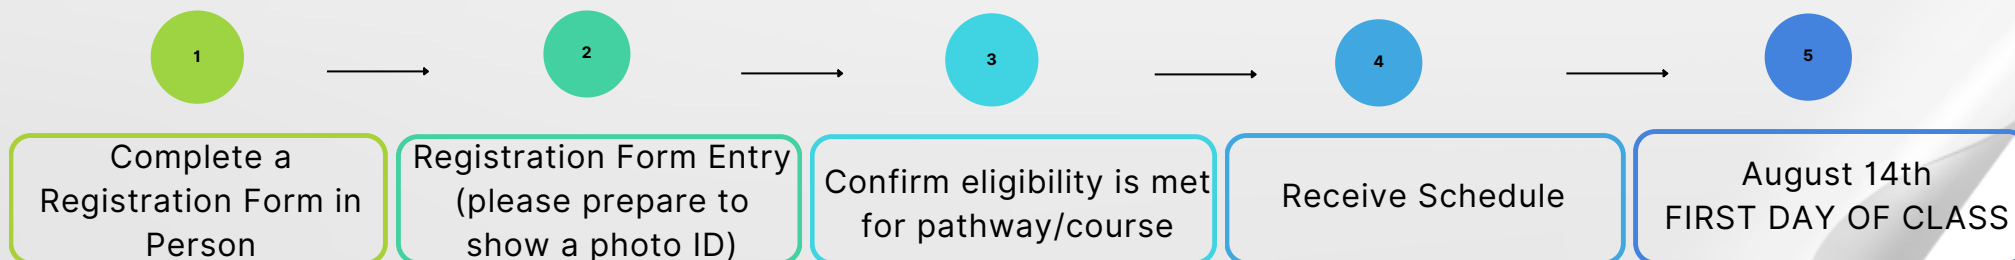 1
2
3
4
5
Complete a
Registration Form in
Person
Registration Form Entry
(please prepare to
show a photo ID)
Confirm eligibility is met
for pathway/course
Receive Schedule
August 14th
FIRST DAY OF CLASS